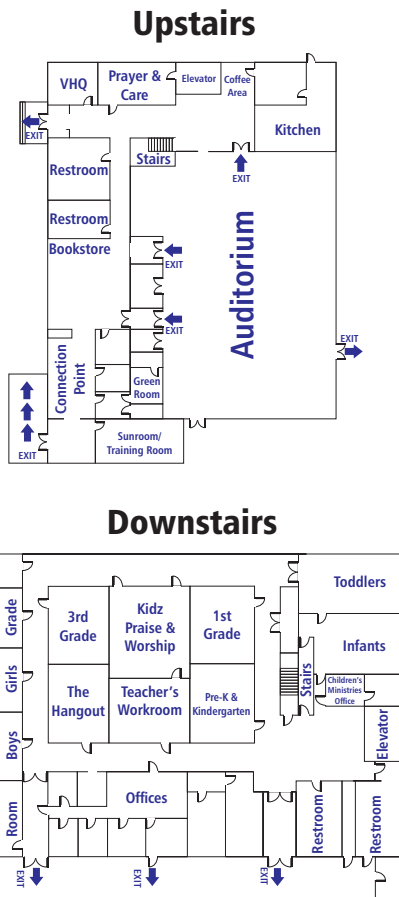 Upstairs
VHQ
Prayer &
Care
Elevator
Coffee
Area
Kitchen
EXIT
Restroom
Stairs
EXIT
Restroom
Bookstore
EXIT
Auditorium
EXIT
EXIT
Connection
Point
Green
Room
EXIT
Sunroom/
Training Room
Downstairs
Toddlers
Grade
3rd
Grade
Kidz
Praise &
Worship
1st
Grade
Infants
Girls
Stairs
Children's
Ministries
Office
The
Hangout
Teacher's
Workroom
Pre-K &
Kindergarten
Boys
Elevator
Offices
Room
Restroom
Restroom
EXIT
EXIT
EXIT